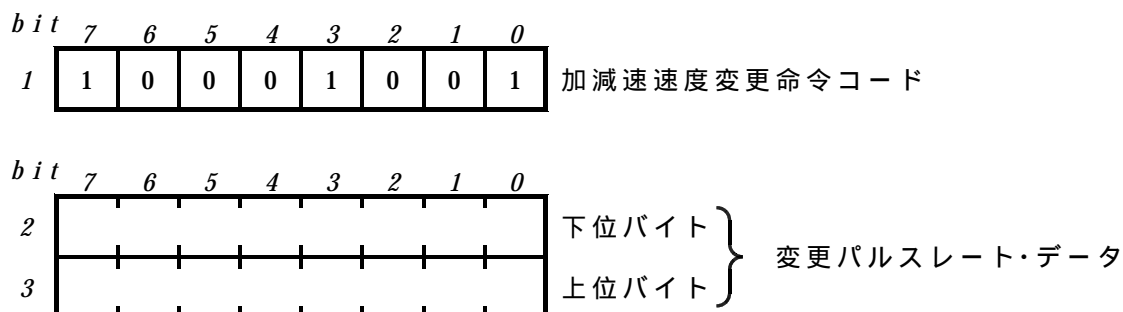 bit 7 6 5 4 3 2 1 0
1 1 0 0 0 1 0 0 1 加減速速度変更命令コード
bit 7 6 5 4 3 2 1 0
2 下位バイト
変更パルスレート・データ
3 上位バイト